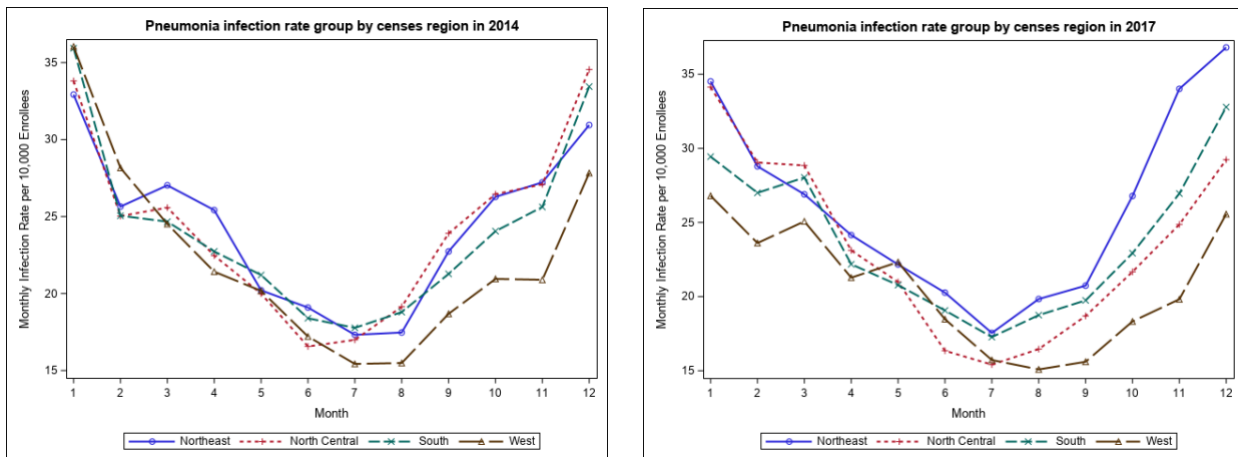 Pneumonia infection rate group by censes region in 2014
35
30
25
20
15
Monthly Infection Rate per 10,000 Enrollees
1 2 3 4 5 6 7 8 9 10 11 12
Month
Northeast North Central South West
Pneumonia infection rate group by censes region in 2017
35
30
25
20
15
Monthly Infection Rate per 10,000 Enrollees
1 2 3 4 5 6 7 8 9 10 11 12
Month
Northeast North Central South West